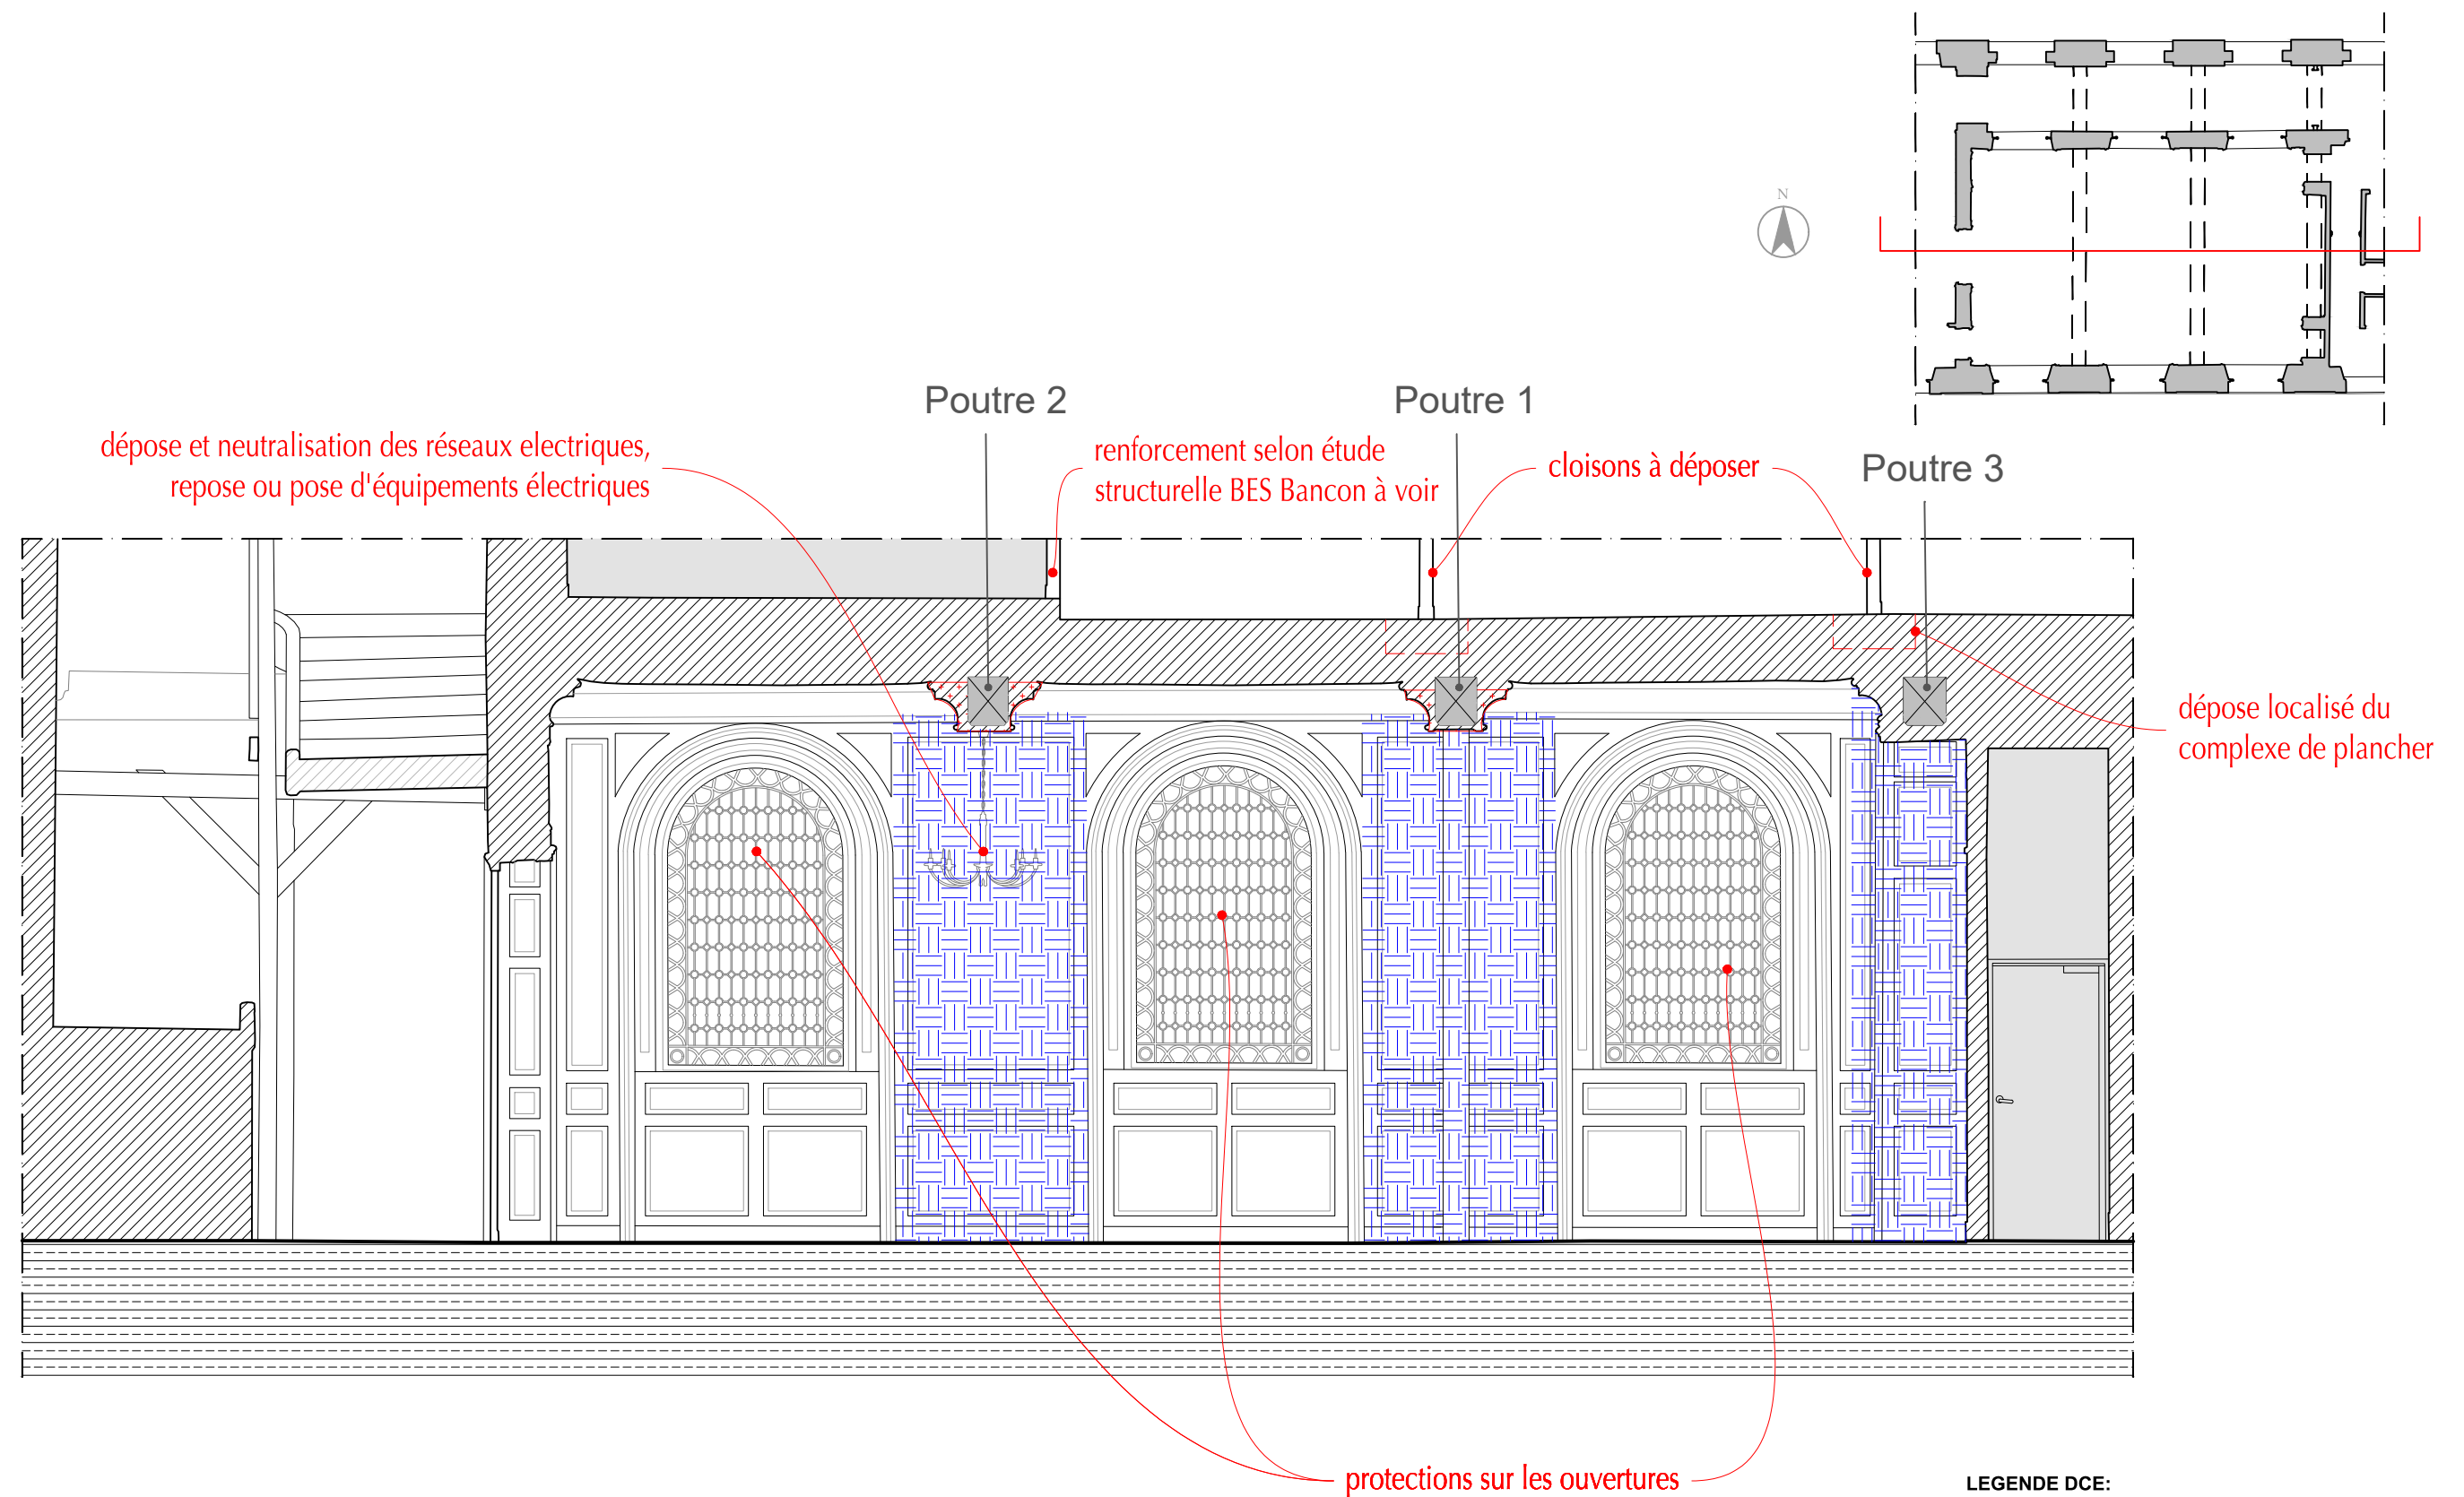 N
Poutre 2
Poutre 1
Poutre 3
dépose et neutralisation des réseaux electriques,
repose ou pose d'équipements électriques
renforcement selon étude
structurelle BES Bancon à voir
cloisons à déposer
dépose localisé du
complexe de plancher
protections sur les ouvertures
LEGENDE DCE: